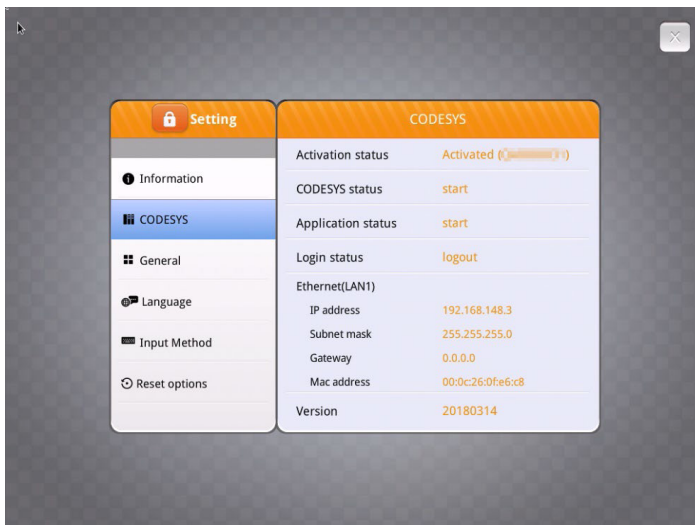 Setting
CODESYS
Information
CODESYS
General
Language
Input Method
Reset options
Activation status Activated ( )
CODESYS status start
Application status start
Login status logout
Ethernet(LAN1)
IP address 192.168.148.3
Subnet mask 255.255.255.0
Gateway 0.0.0.0
Mac address 00:0c:26:0f:e6:c8
Version 20180314